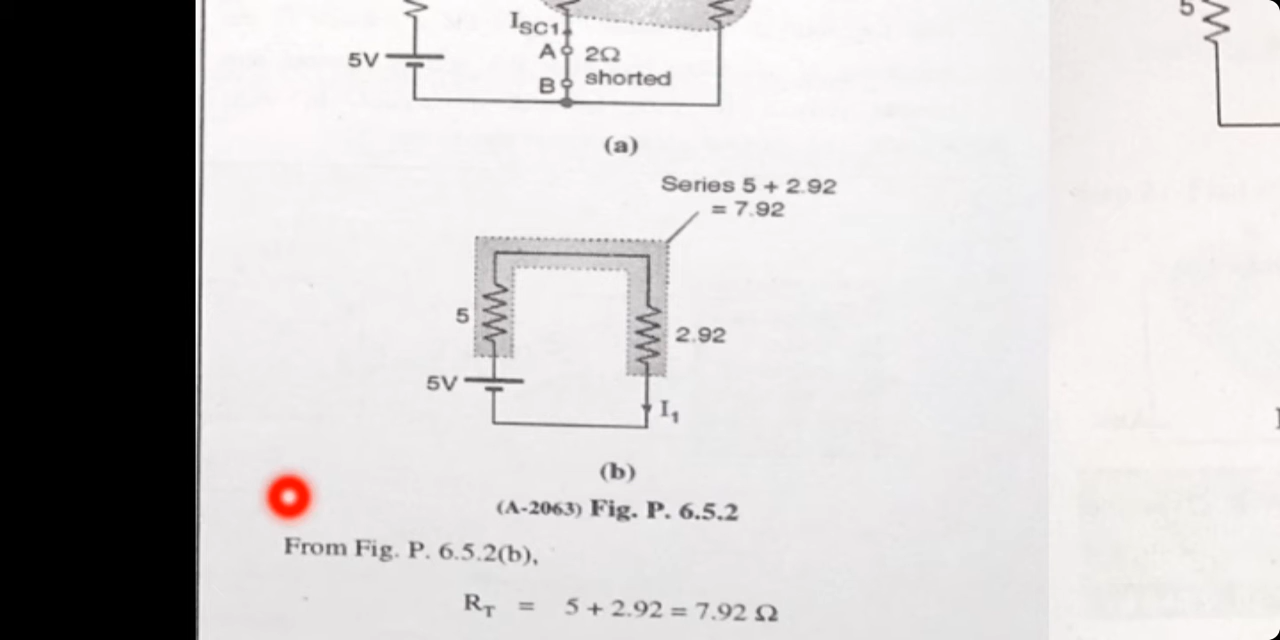 5
I_SC1
5V
A
2Ω
B
shorted
(a)
Series 5 + 2.92
= 7.92
5
2.92
5V
I₁
(b)
(A-2063) Fig. P. 6.5.2
From Fig. P. 6.5.2(b),
R_T = 5 + 2.92 = 7.92 Ω